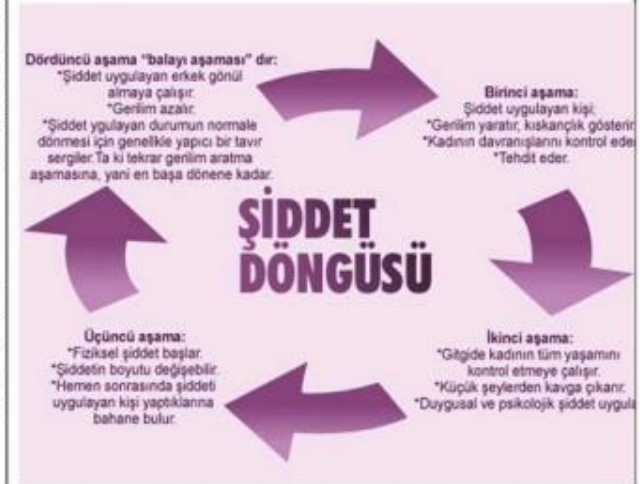 Dördüncü aşama “balayı aşaması” dır:
*Şiddet uygulayan erkek gönül
almaya çalışır.
*Gerilim azalır.
*Şiddet ygulayan durumun normale
dönmesi için genellikle yapıcı bir tavır
sergiler.Ta ki tekrar gerilim aratma
aşamasına, yani en başa dönene kadar.
Birinci aşama:
Şiddet uygulayan kişi;
*Gerilim yaratır, kıskançlık gösterir
*Kadının davranışlarını kontrol ede
*Tehdit eder.
ŞİDDET
DÖNGÜSÜ
İkinci aşama:
*Gitgide kadının tüm yaşamını
kontrol etmeye çalışır.
*Küçük şeylerden kavga çıkarır.
*Duygusal ve psikolojik şiddet uygula
Üçüncü aşama:
*Fiziksel şiddet başlar.
*Şiddetin boyutu değişebilir.
*Hemen sonrasında şiddeti
uygulayan kişi yaptıklarına
bahane bulur.